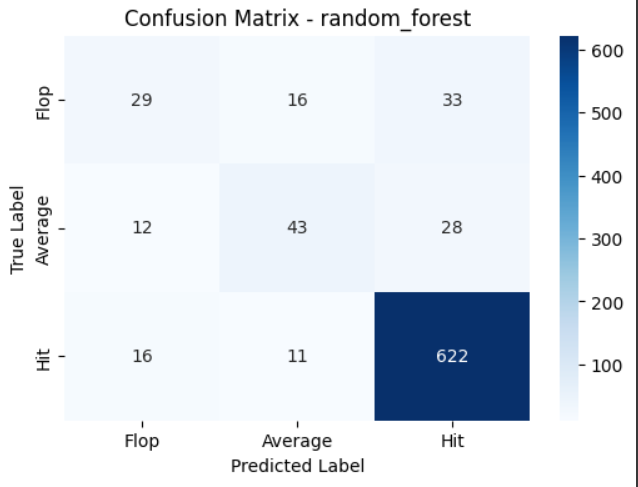 Confusion Matrix - random_forest
Flop
29 16 33
Average
12 43 28
Hit
16 11 622
True Label
Flop Average Hit
Predicted Label
600
500
400
300
200
100